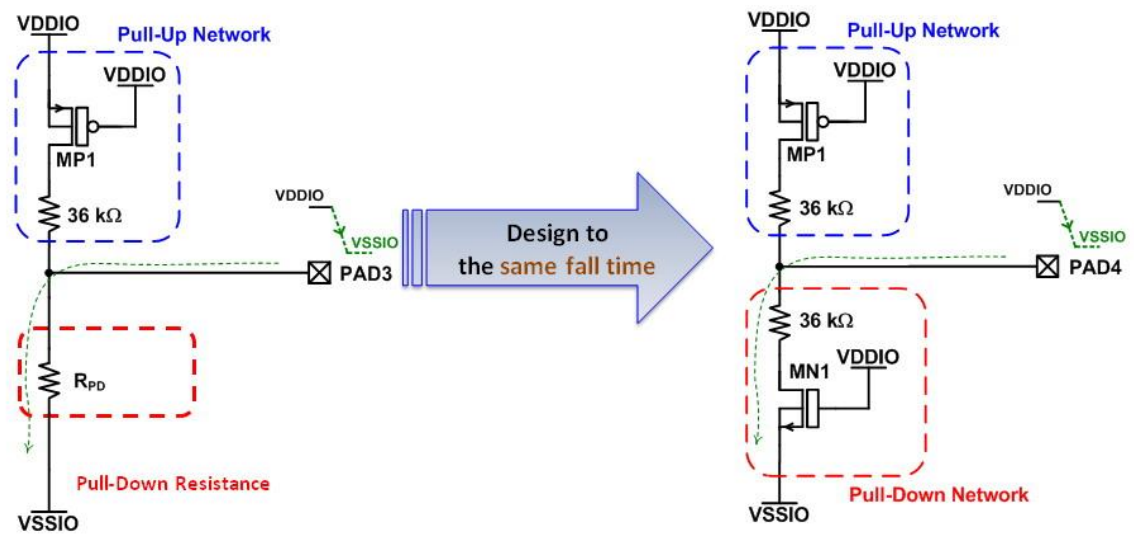 VDDIO
Pull-Up Network
VDDIO
MP1
36 kΩ
VDDIO
VSSIO
PAD3
RPD
Pull-Down Resistance
VSSIO
Design to
the same fall time
VDDIO
Pull-Up Network
VDDIO
MP1
36 kΩ
VDDIO
VSSIO
PAD4
36 kΩ
VDDIO
MN1
Pull-Down Network
VSSIO